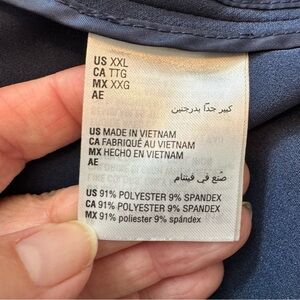 US XXL
CA TTG
MX XXG
AE
كبير جدًا بدرجتين
US MADE IN VIETNAM
CA FABRIQUÉ AU VIETNAM
MX HECHO EN VIETNAM
AE
صنع في فيتنام
US 91% POLYESTER 9% SPANDEX
CA 91% POLYESTER 9% SPANDEX
MX 91% poliester 9% spándex